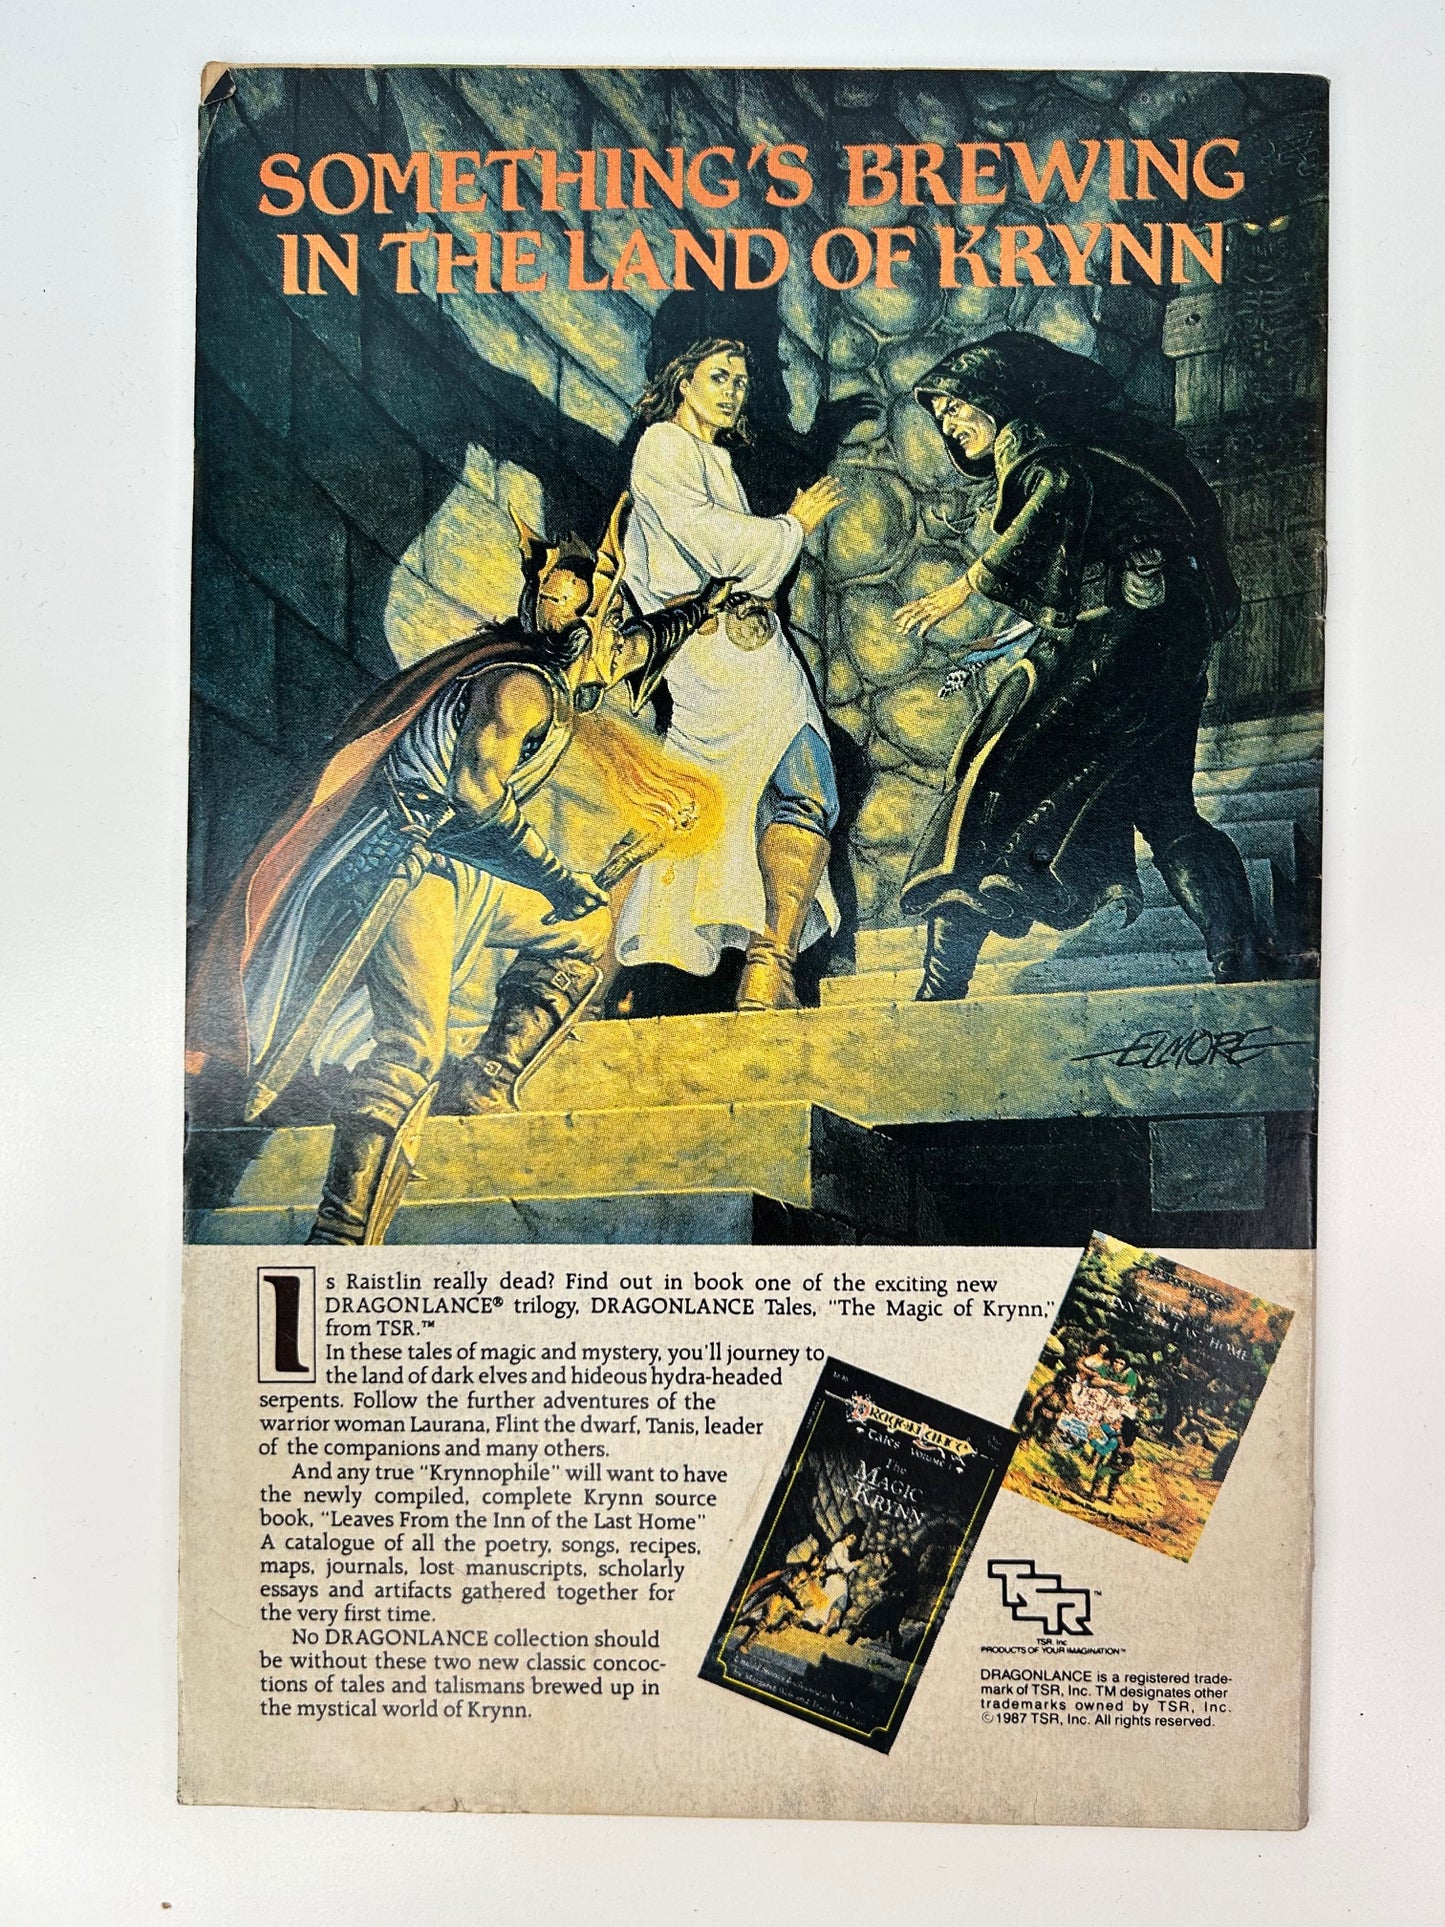 SOMETHING'S BREWING
IN THE LAND OF KRYNN
ELMORE
Is Raistlin really dead? Find out in book one of the exciting new
DRAGONLANCE® trilogy, DRAGONLANCE Tales, "The Magic of Krynn,"
from TSR.™
In these tales of magic and mystery, you'll journey to
the land of dark elves and hideous hydra-headed
serpents. Follow the further adventures of the
warrior woman Laurana, Flint the dwarf, Tanis, leader
of the companions and many others.
And any true "Krynnophile" will want to have
the newly compiled, complete Krynn source
book, "Leaves From the Inn of the Last Home"
A catalogue of all the poetry, songs, recipes,
maps, journals, lost manuscripts, scholarly
essays and artifacts gathered together for
the very first time.
No DRAGONLANCE collection should
be without these two new classic concoc-
tions of tales and talismans brewed up in
the mystical world of Krynn.
DRAGONLANCE
Tales Volume 1
The
MAGIC
of KRYNN
TSR™
TSR, Inc
PRODUCTS OF YOUR IMAGINATION™
DRAGONLANCE is a registered trade-
mark of TSR, Inc. TM designates other
trademarks owned by TSR, Inc.
©1987 TSR, Inc. All rights reserved.